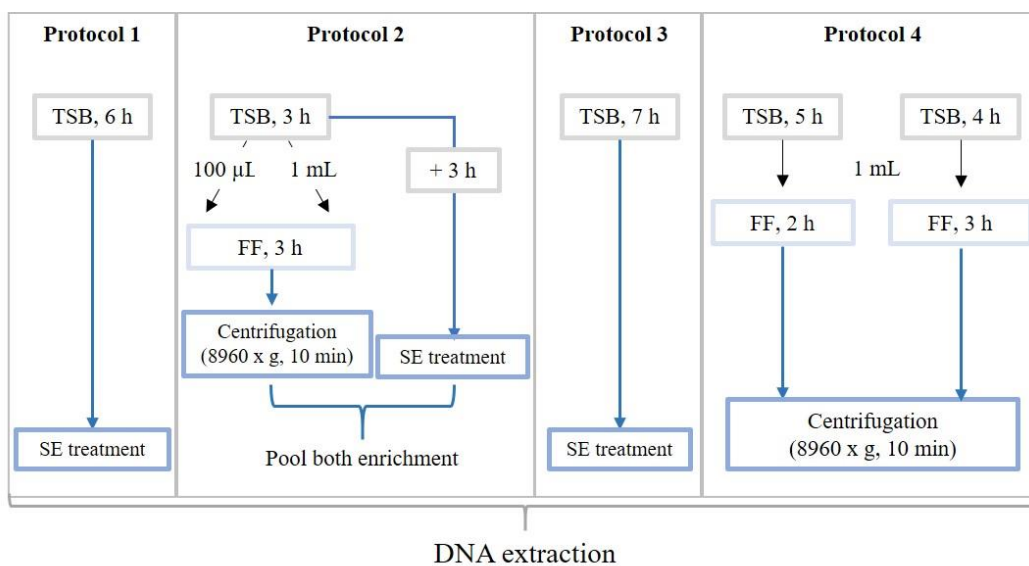 Protocol 1
TSB, 6 h
SE treatment
Protocol 2
TSB, 3 h
100 µL
1 mL
+ 3 h
FF, 3 h
Centrifugation
(8960 x g, 10 min)
SE treatment
Pool both enrichment
Protocol 3
TSB, 7 h
SE treatment
Protocol 4
TSB, 5 h
TSB, 4 h
1 mL
FF, 2 h
FF, 3 h
Centrifugation
(8960 x g, 10 min)
DNA extraction